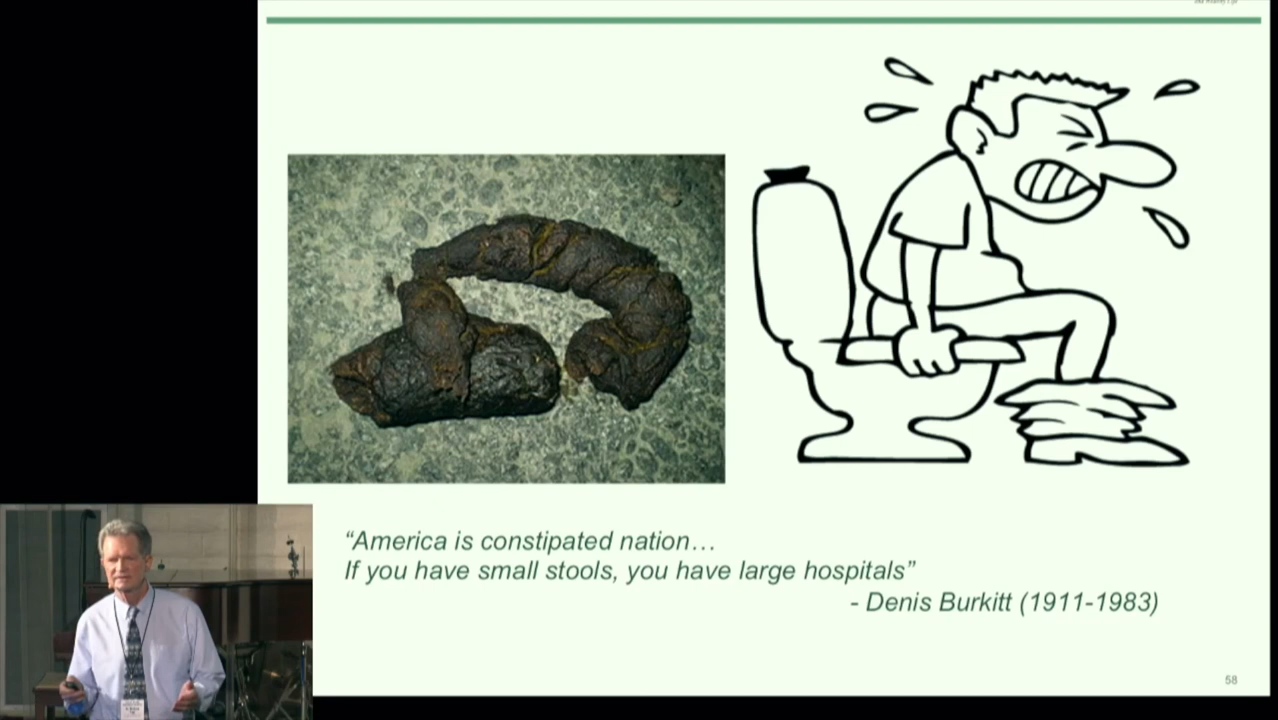 “America is constipated nation…
If you have small stools, you have large hospitals”
- Denis Burkitt (1911-1983)
58